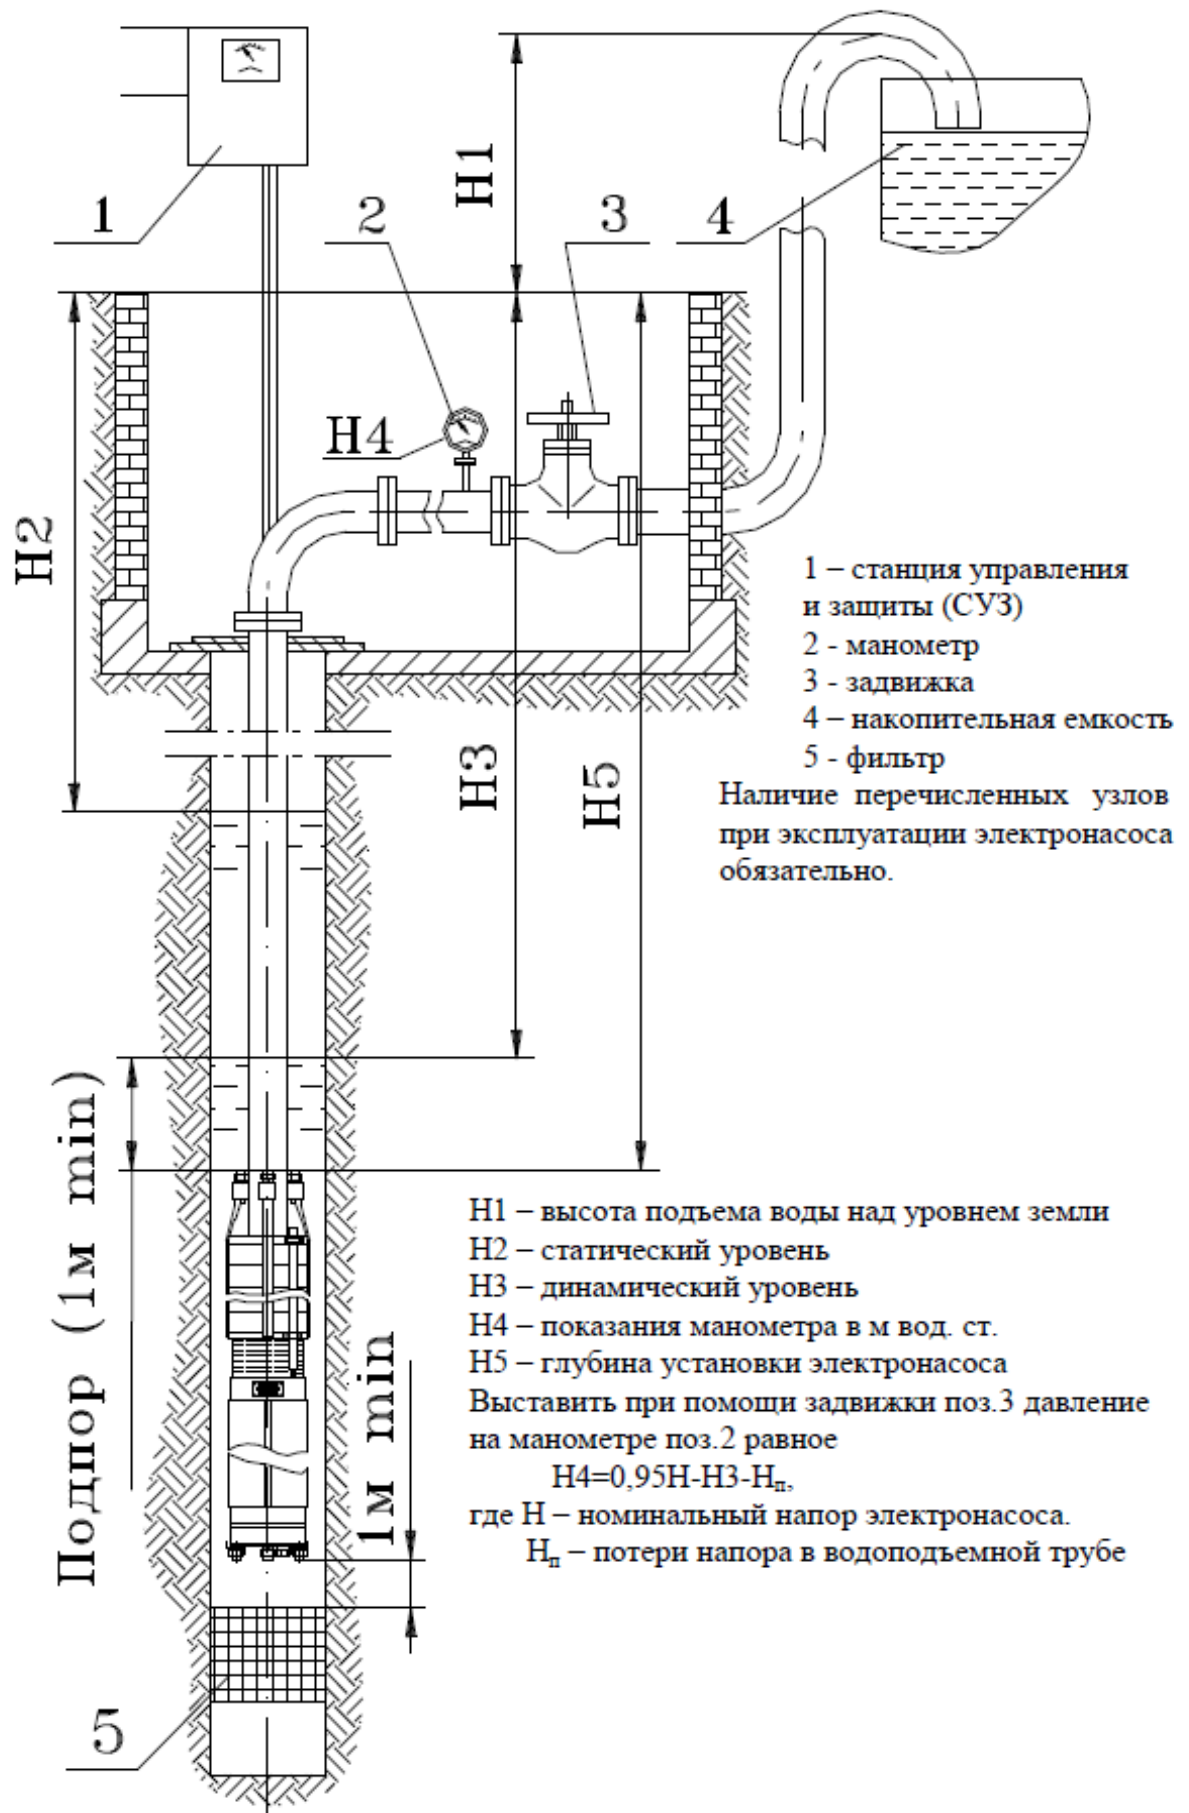 H1
1
2
3
4
H4
H2
1 – станция управления
и защиты (СУЗ)
2 - манометр
3 - задвижка
4 – накопительная емкость
5 - фильтр
Наличие перечисленных узлов
при эксплуатации электронасоса
обязательно.
H3
H5
Подпор (1м min)
H1 – высота подъема воды над уровнем земли
H2 – статический уровень
H3 – динамический уровень
H4 – показания манометра в м вод. ст.
H5 – глубина установки электронасоса
Выставить при помощи задвижки поз.3 давление
на манометре поз.2 равное
H4=0,95H-H3-Hп,
где H – номинальный напор электронасоса.
Hп – потери напора в водоподъемной трубе
1м min
5